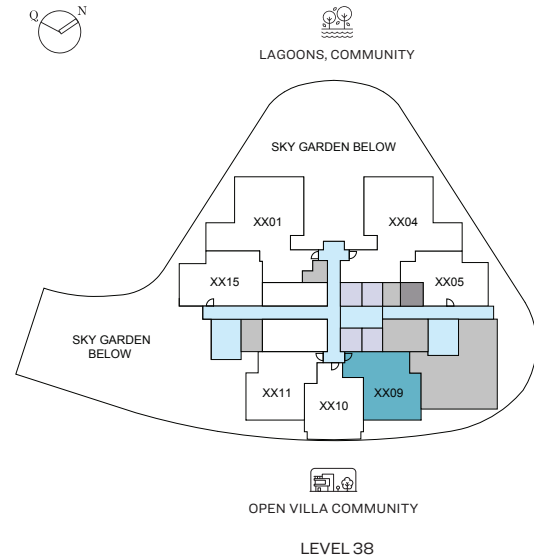 Q N
LAGOONS, COMMUNITY
SKY GARDEN BELOW
XX01
XX04
XX15
XX05
SKY GARDEN
BELOW
XX11
XX10
XX09
OPEN VILLA COMMUNITY
LEVEL 38